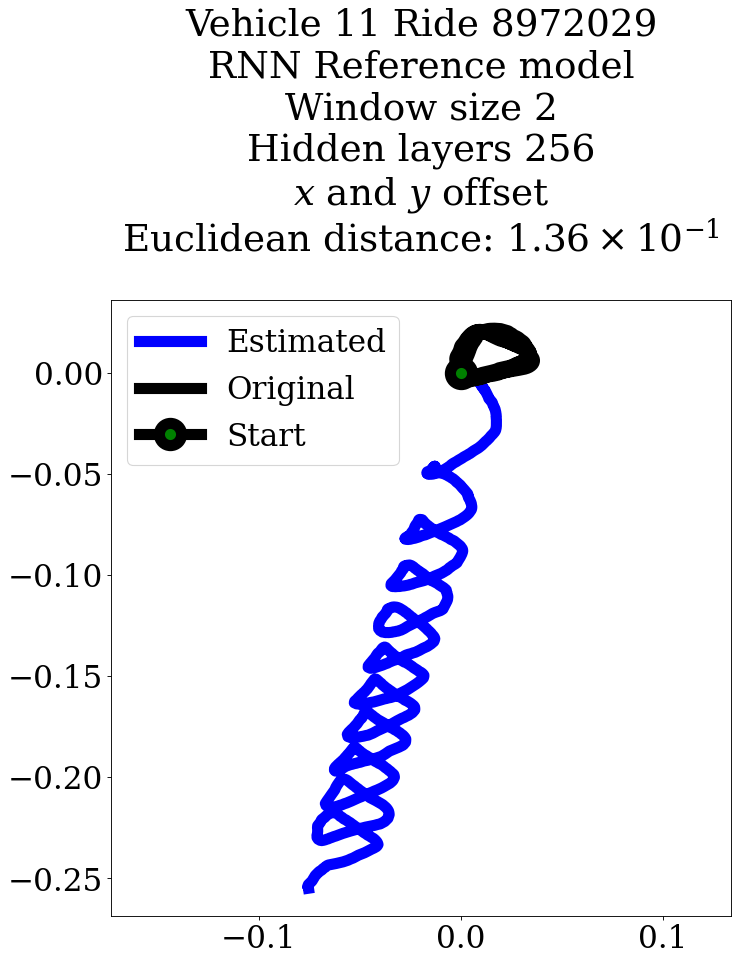 Vehicle 11 Ride 8972029
RNN Reference model
Window size 2
Hidden layers 256
x and y offset
Euclidean distance: 1.36 × 10⁻¹
Estimated
Original
Start
0.00
−0.05
−0.10
−0.15
−0.20
−0.25
−0.1
0.0
0.1